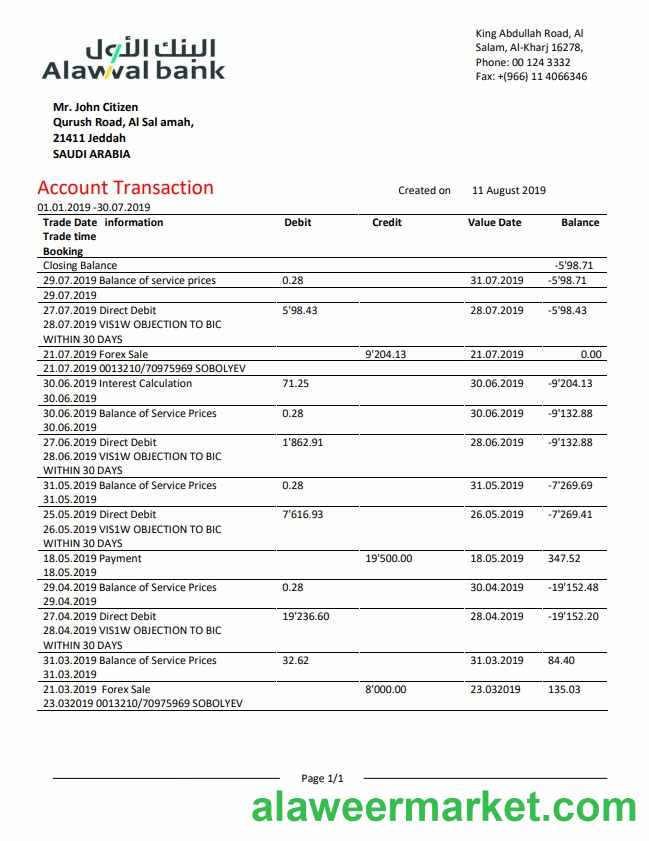 البنك الأول
Alawwal bank
King Abdullah Road, Al
Salam, Al-Kharj 16278,
Phone: 00 124 3332
Fax: +(966) 11 4066346
Mr. John Citizen
Qurush Road, Al Sal amah,
21411 Jeddah
SAUDI ARABIA
Account Transaction Created on 11 August 2019
01.01.2019 -30.07.2019
Trade Date information Debit Credit Value Date Balance
Trade time
Booking
Closing Balance -5'98.71
29.07.2019 Balance of service prices 0.28 31.07.2019 -5'98.71
29.07.2019
27.07.2019 Direct Debit 5'98.43 28.07.2019 -5'98.43
28.07.2019 VIS1W OBJECTION TO BIC
WITHIN 30 DAYS
21.07.2019 Forex Sale 9'204.13 21.07.2019 0.00
21.07.2019 0013210/70975969 SOBOLYEV
30.06.2019 Interest Calculation 71.25 30.06.2019 -9'204.13
30.06.2019
30.06.2019 Balance of Service Prices 0.28 30.06.2019 -9'132.88
30.06.2019
27.06.2019 Direct Debit 1'862.91 28.06.2019 -9'132.88
28.06.2019 VIS1W OBJECTION TO BIC
WITHIN 30 DAYS
31.05.2019 Balance of Service Prices 0.28 31.05.2019 -7'269.69
31.05.2019
25.05.2019 Direct Debit 7'616.93 26.05.2019 -7'269.41
26.05.2019 VIS1W OBJECTION TO BIC
WITHIN 30 DAYS
18.05.2019 Payment 19'500.00 18.05.2019 347.52
18.05.2019
29.04.2019 Balance of Service Prices 0.28 30.04.2019 -19'152.48
29.04.2019
27.04.2019 Direct Debit 19'236.60 28.04.2019 -19'152.20
28.04.2019 VIS1W OBJECTION TO BIC
WITHIN 30 DAYS
31.03.2019 Balance of Service Prices 32.62 31.03.2019 84.40
31.03.2019
21.03.2019 Forex Sale 8'000.00 23.032019 135.03
23.032019 0013210/70975969 SOBOLYEV
Page 1/1
alaweermarket.com